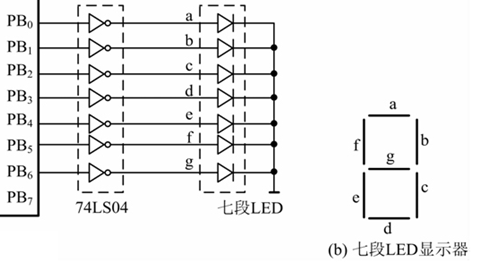 PB₀ a
PB₁ b
PB₂ c
PB₃ d
PB₄ e
PB₅ f
PB₆ g
PB₇
74LS04 七段LED
a
f b
g
e c
d
(b) 七段LED显示器